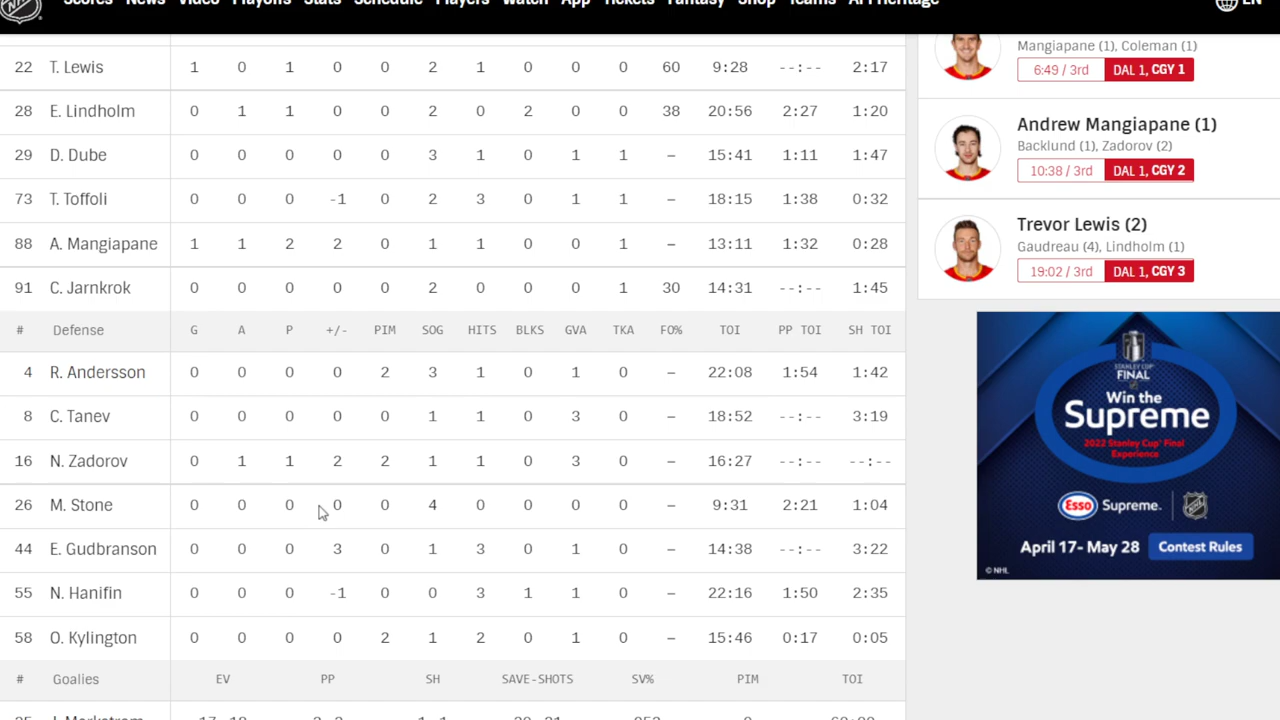 Scores News Video Playoffs Stats Schedule Players Watch App Tickets Fantasy Shop Teams EN
22 T. Lewis 1 0 1 0 0 2 1 0 0 0 60 9:28 --:-- 2:17
28 E. Lindholm 0 1 1 0 0 2 0 2 0 0 38 20:56 2:27 1:20
29 D. Dube 0 0 0 0 0 3 1 0 1 1 – 15:41 1:11 1:47
73 T. Toffoli 0 0 0 -1 0 2 3 0 1 1 – 18:15 1:38 0:32
88 A. Mangiapane 1 1 2 2 0 1 1 0 0 1 – 13:11 1:32 0:28
91 C. Jarnkrok 0 0 0 0 0 2 0 0 0 1 30 14:31 --:-- 1:45
# Defense G A P +/- PIM SOG HITS BLKS GVA TKA FO% TOI PP TOI SH TOI
4 R. Andersson 0 0 0 0 2 3 1 0 1 0 – 22:08 1:54 1:42
8 C. Tanev 0 0 0 0 0 1 1 0 3 0 – 18:52 --:-- 3:19
16 N. Zadorov 0 1 1 2 2 1 1 0 3 0 – 16:27 --:-- --:--
26 M. Stone 0 0 0 0 0 4 0 0 0 0 – 9:31 2:21 1:04
44 E. Gudbranson 0 0 0 3 0 1 3 0 1 0 – 14:38 --:-- 3:22
55 N. Hanifin 0 0 0 -1 0 0 3 1 1 0 – 22:16 1:50 2:35
58 O. Kylington 0 0 0 0 2 1 2 0 1 0 – 15:46 0:17 0:05
# Goalies EV PP SH SAVE-SHOTS SV% PIM TOI
Mangiapane (1), Coleman (1)
6:49 / 3rd DAL 1, CGY 1
Andrew Mangiapane (1)
Backlund (1), Zadorov (2)
10:38 / 3rd DAL 1, CGY 2
Trevor Lewis (2)
Gaudreau (4), Lindholm (1)
19:02 / 3rd DAL 1, CGY 3
STANLEY CUP
FINAL
Win the
Supreme
2022 Stanley Cup® Final
Experience
Esso Supreme. NHL
April 17- May 28 Contest Rules
© NHL